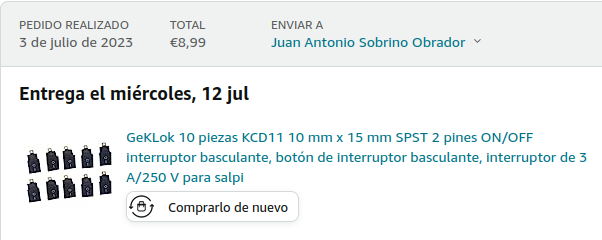 PEDIDO REALIZADO TOTAL ENVIAR A
3 de julio de 2023 €8,99 Juan Antonio Sobrino Obrador
Entrega el miércoles, 12 jul
GeKLok 10 piezas KCD11 10 mm x 15 mm SPST 2 pines ON/OFF
interruptor basculante, botón de interruptor basculante, interruptor de 3
A/250 V para salpi
Comprarlo de nuevo